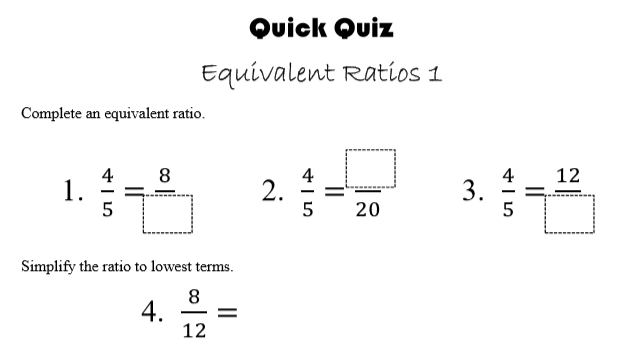 Quick Quiz
Equivalent Ratios 1
Complete an equivalent ratio.
1. 4/5 = 8/ 2. 4/5 = /20 3. 4/5 = 12/
Simplify the ratio to lowest terms.
4. 8/12 =